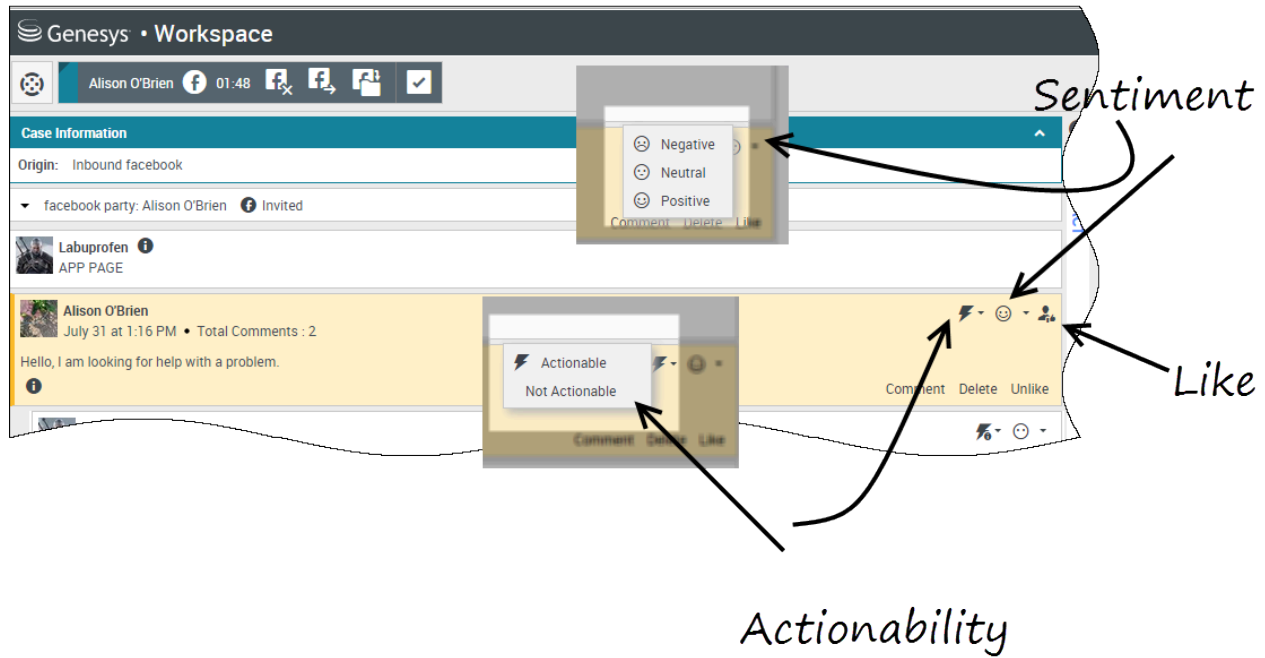 Genesys • Workspace
Alison O'Brien 01:48
Sentiment
Case Information
Negative
Neutral
Positive
Comment Delete Like
Origin: Inbound facebook
facebook party: Alison O'Brien Invited
Labuprofen
APP PAGE
Alison O'Brien
July 31 at 1:16 PM • Total Comments : 2
Hello, I am looking for help with a problem.
Comment Delete Unlike
Like
Actionable
Not Actionable
Comment Delete Like
Actionability